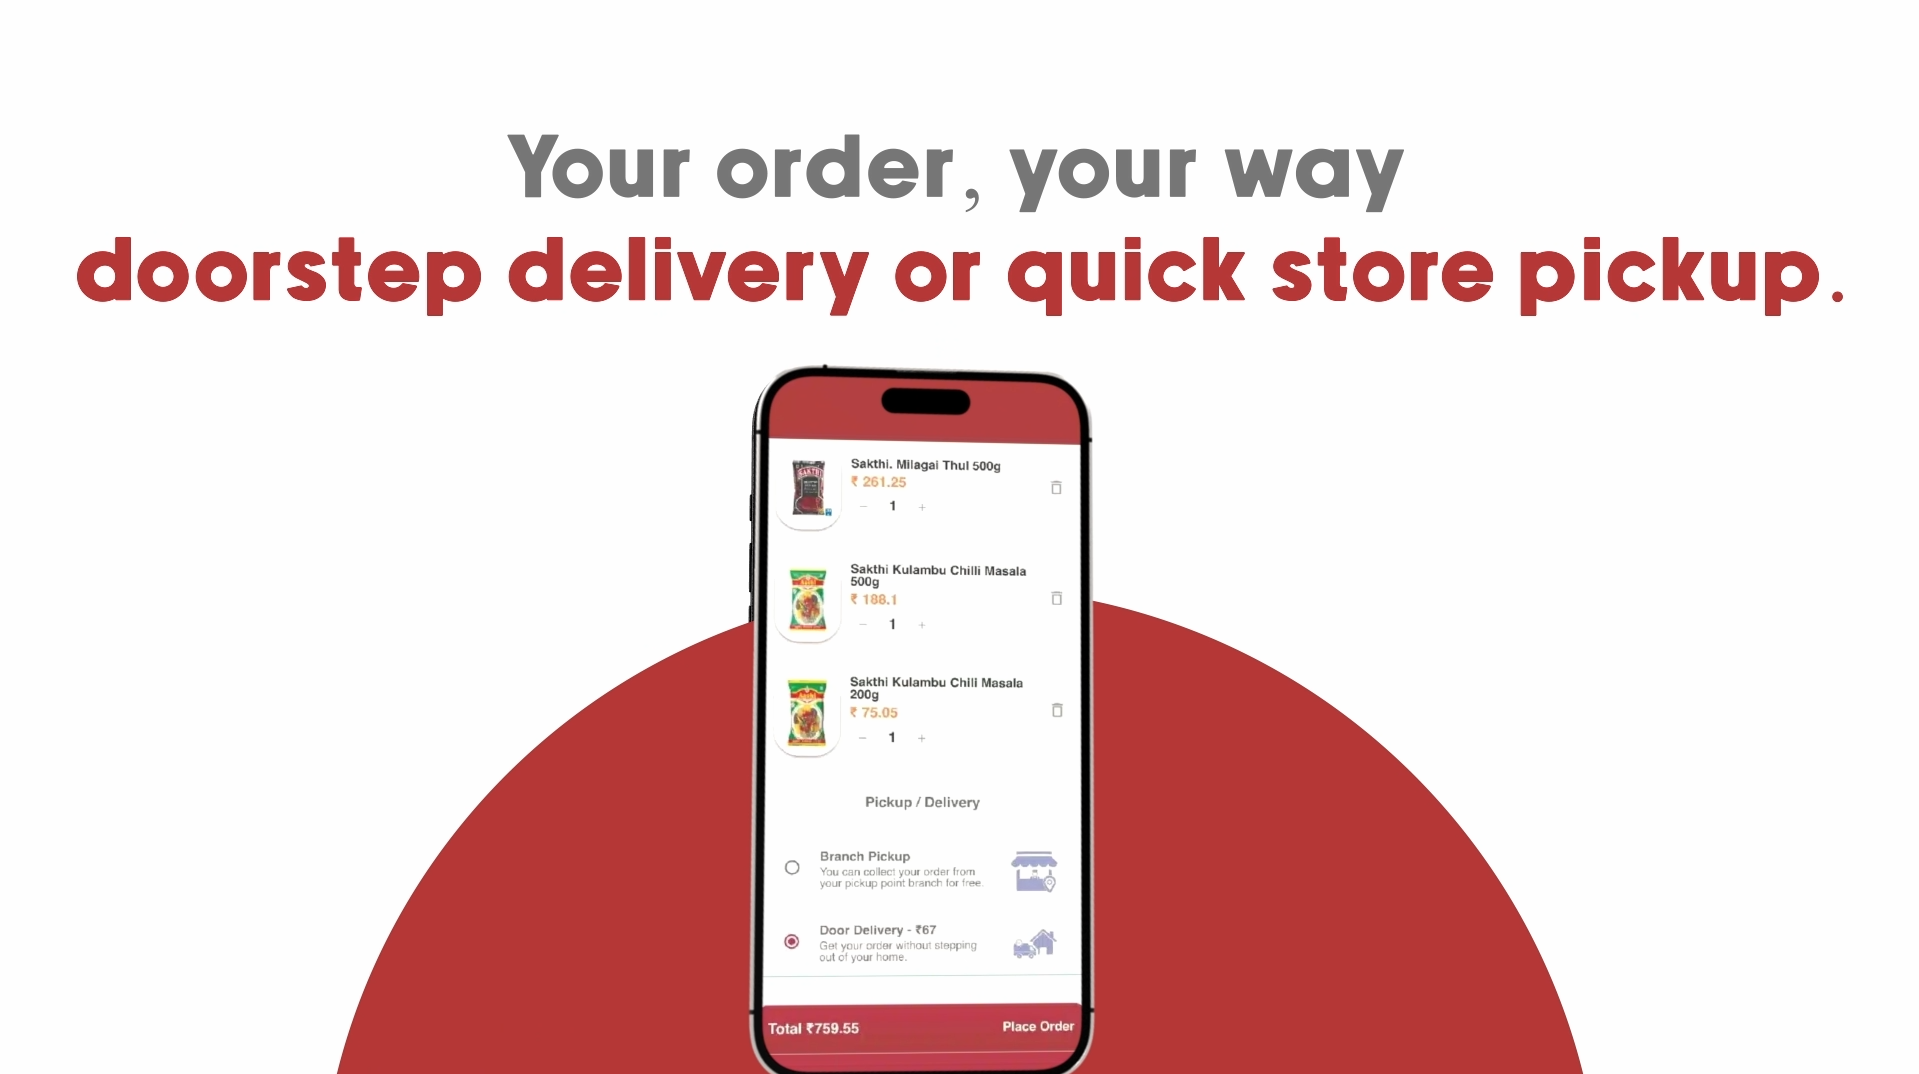 Your order, your way
doorstep delivery or quick store pickup.
Sakthi. Milagai Thul 500g
₹ 261.25
− 1 +
Sakthi Kulambu Chilli Masala
500g
₹ 188.1
− 1 +
Sakthi Kulambu Chili Masala
200g
₹ 75.05
− 1 +
Pickup / Delivery
Branch Pickup
You can collect your order from
your pickup point branch for free.
Door Delivery - ₹67
Get your order without stepping
out of your home.
Total ₹759.55 Place Order